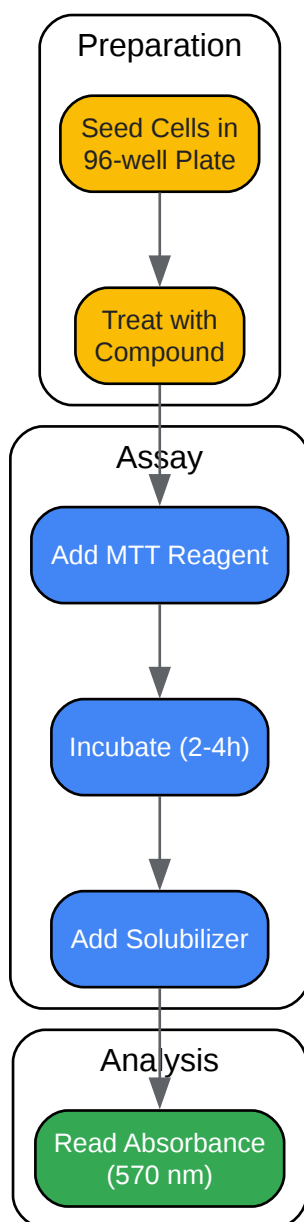 Preparation
Seed Cells in
96-well Plate
Treat with
Compound
Assay
Add MTT Reagent
Incubate (2-4h)
Add Solubilizer
Analysis
Read Absorbance
(570 nm)